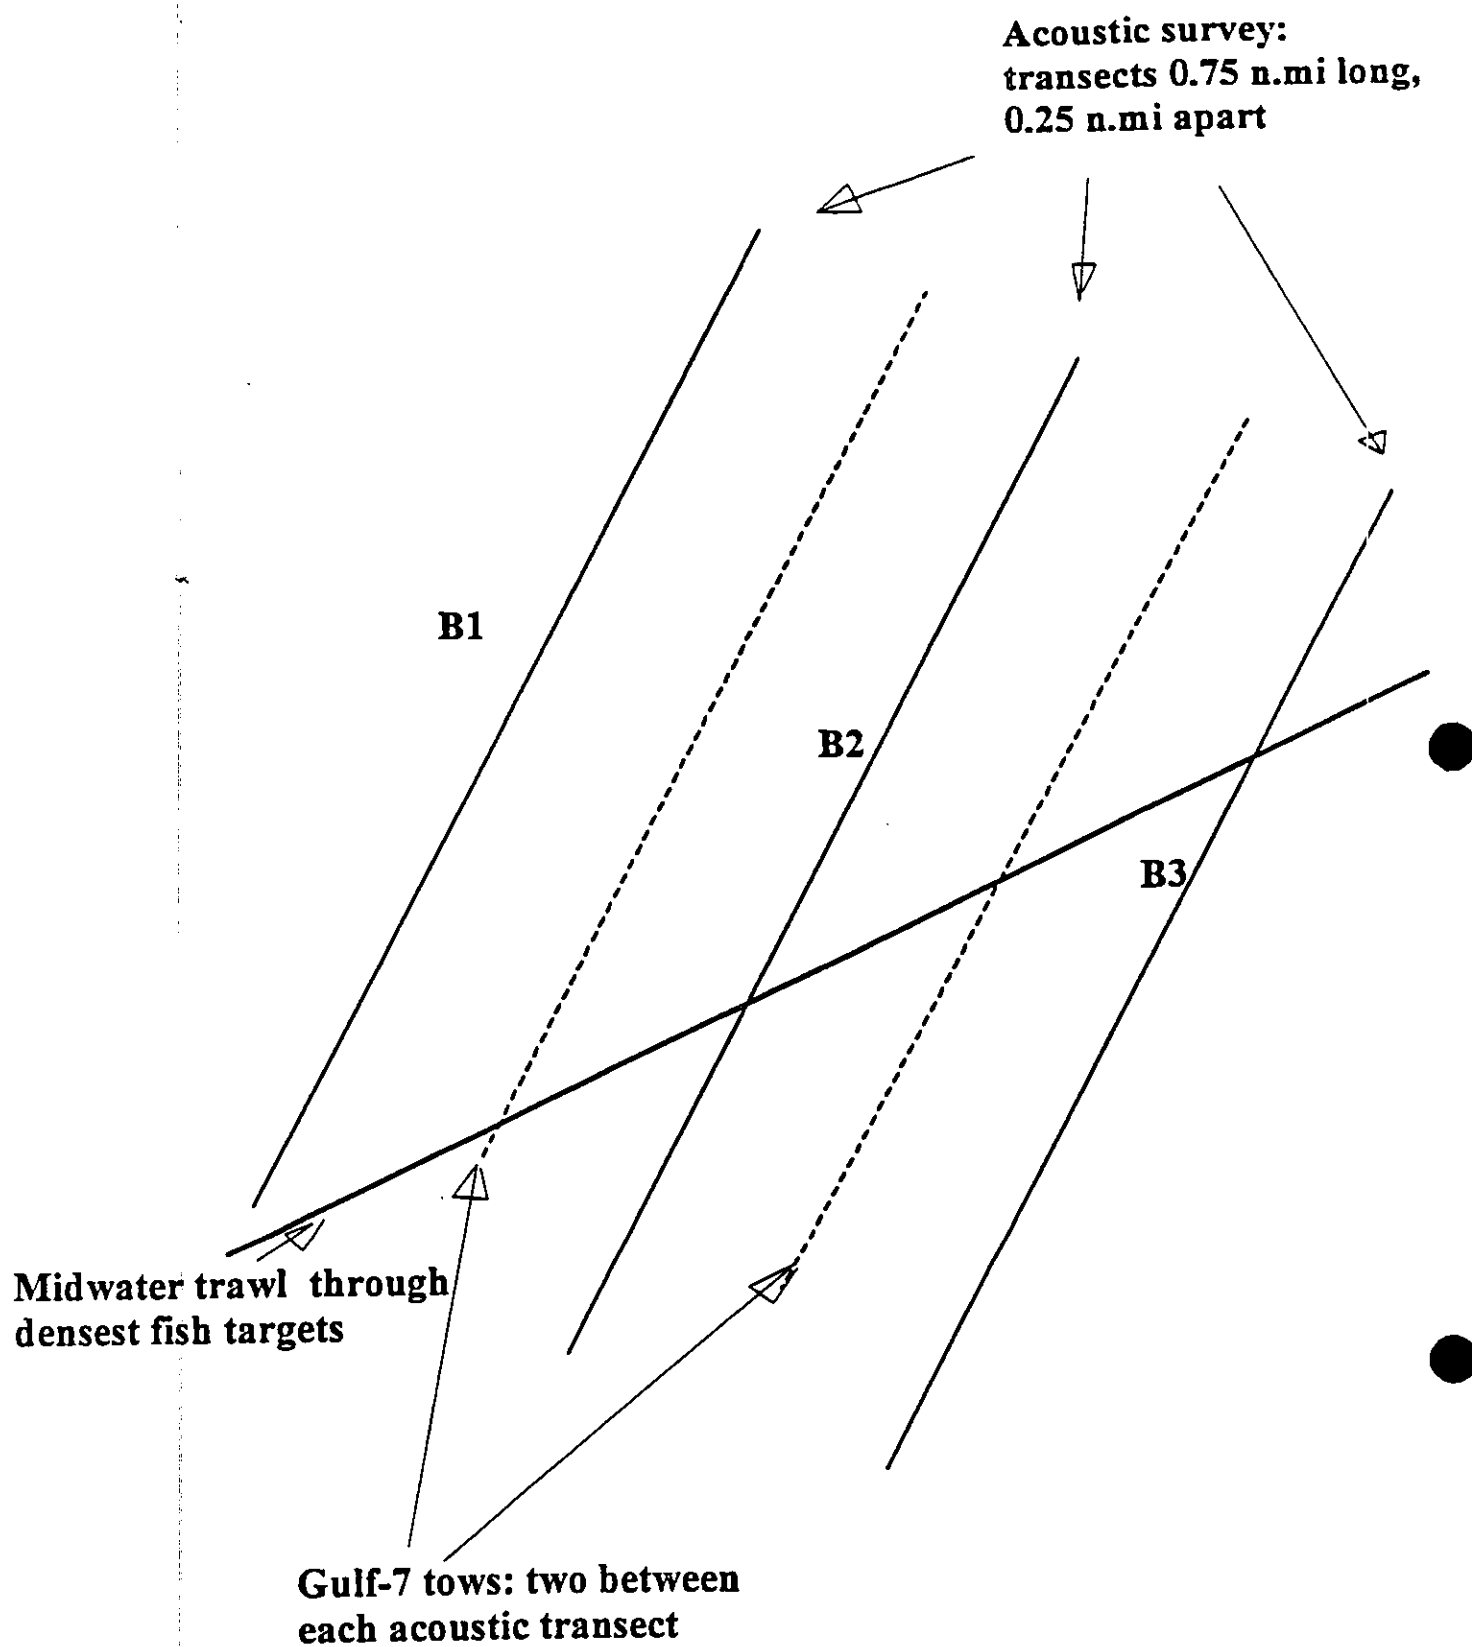 Acoustic survey:
transects 0.75 n.mi long,
0.25 n.mi apart
B1
B2
B3
Midwater trawl through
densest fish targets
Gulf-7 tows: two between
each acoustic transect